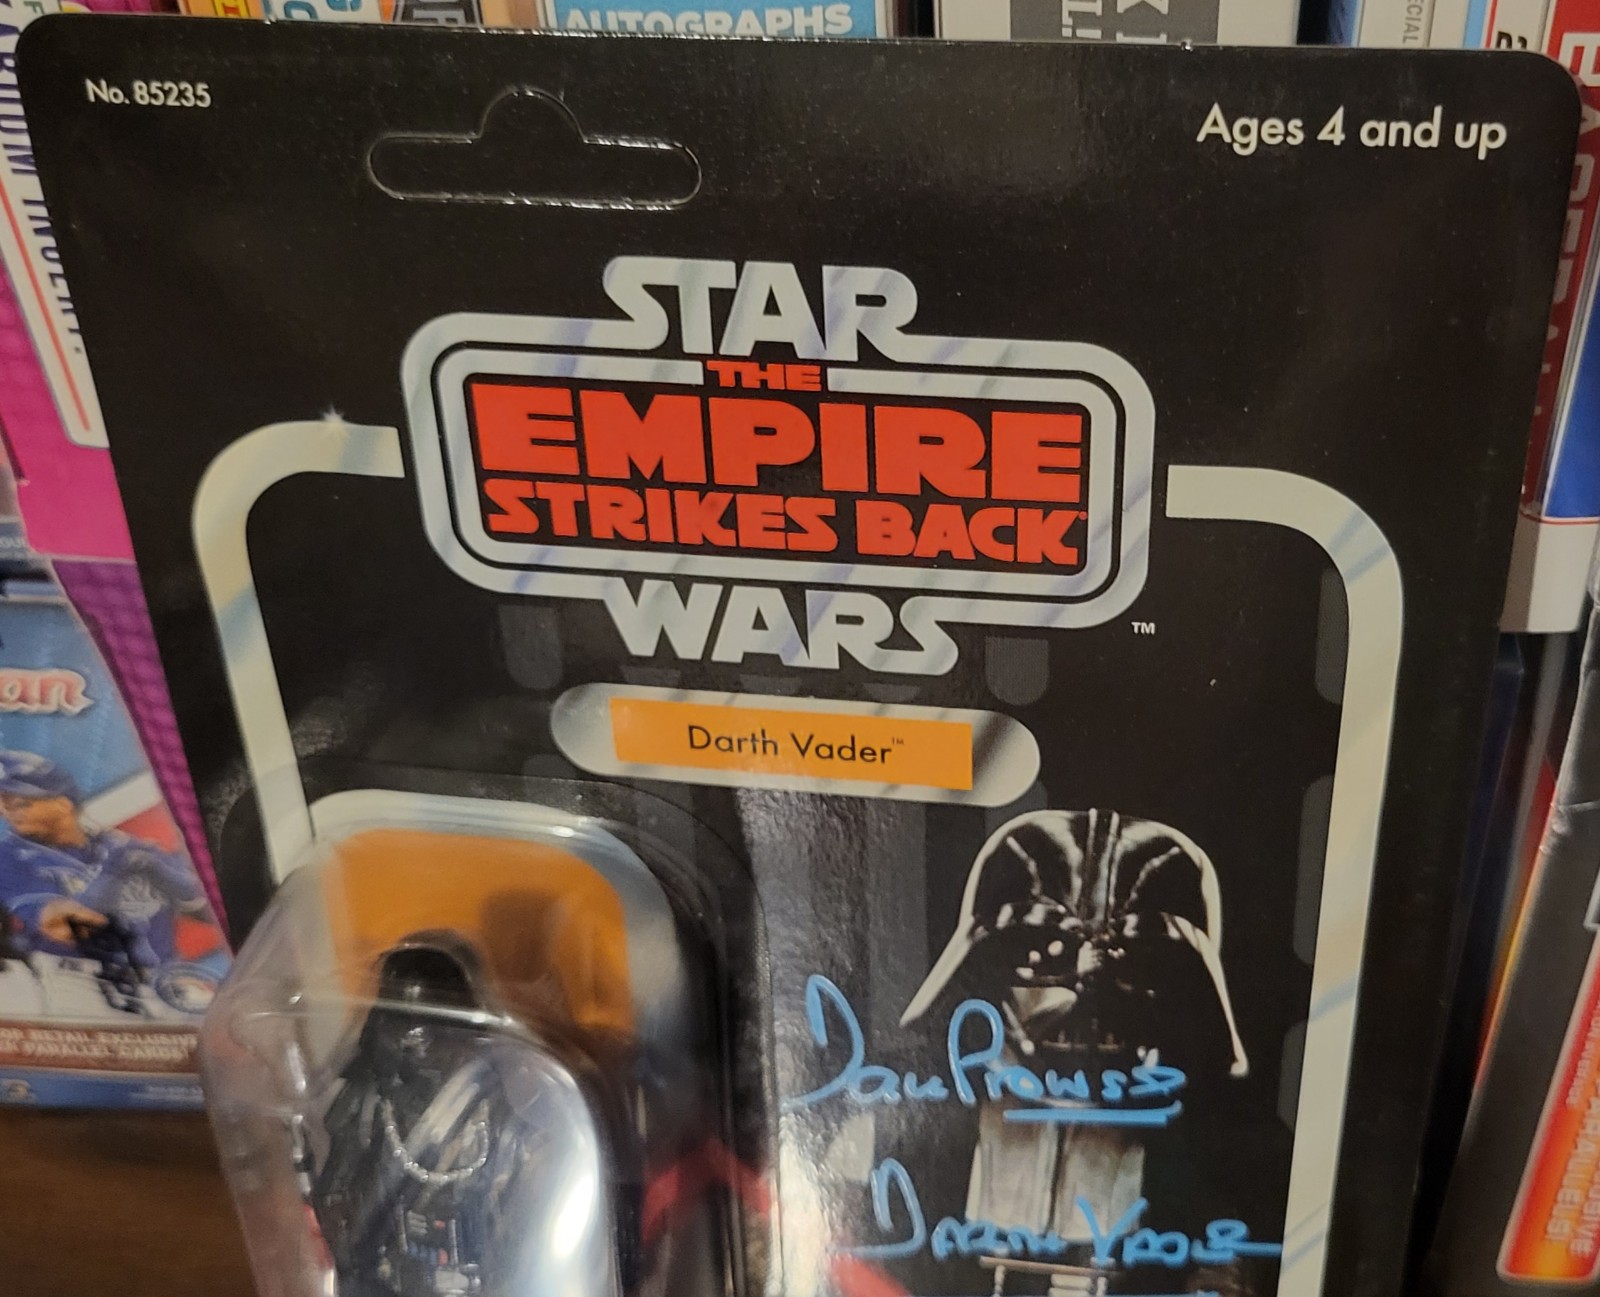 AUTOGRAPHS
No. 85235
Ages 4 and up
STAR
THE
EMPIRE
STRIKES BACK
WARS
TM
Darth Vader™
Dave Prowse
Darth Vader